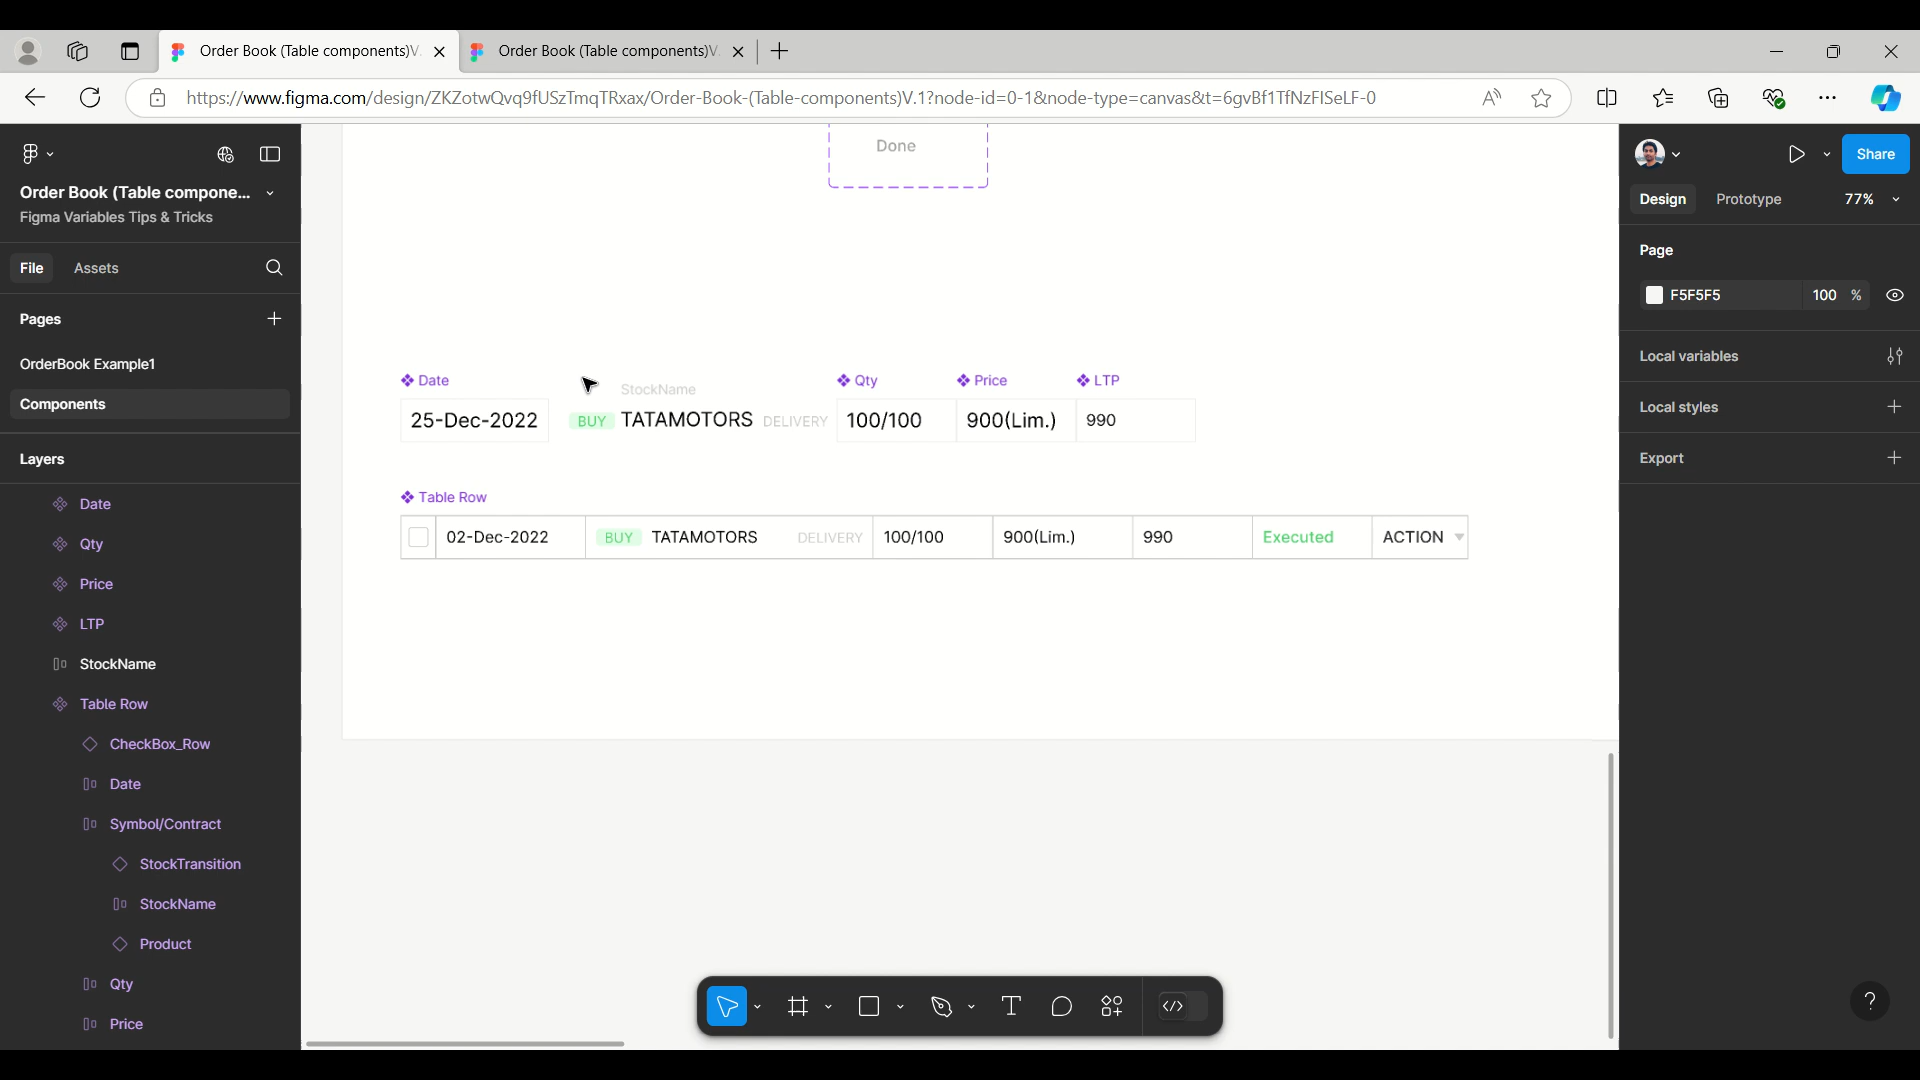 Order Book (Table components)V
Order Book (Table components)V
https://www.figma.com/design/ZKZotwQvq9fUSzTmqTRxax/Order-Book-(Table-components)V.1?node-id=0-1&node-type=canvas&t=6gvBf1TfNzFISeLF-0
Order Book (Table compone...
Figma Variables Tips & Tricks
File
Assets
Pages
OrderBook Example1
Components
Layers
Date
Qty
Price
LTP
StockName
Table Row
CheckBox_Row
Date
Symbol/Contract
StockTransition
StockName
Product
Qty
Price
Done
Date
StockName
Qty
Price
LTP
25-Dec-2022
BUY
TATAMOTORS
DELIVERY
100/100
900(Lim.)
990
Table Row
02-Dec-2022
BUY
TATAMOTORS
DELIVERY
100/100
900(Lim.)
990
Executed
ACTION
Share
Design
Prototype
77%
Page
F5F5F5
100 %
Local variables
Local styles
Export
?